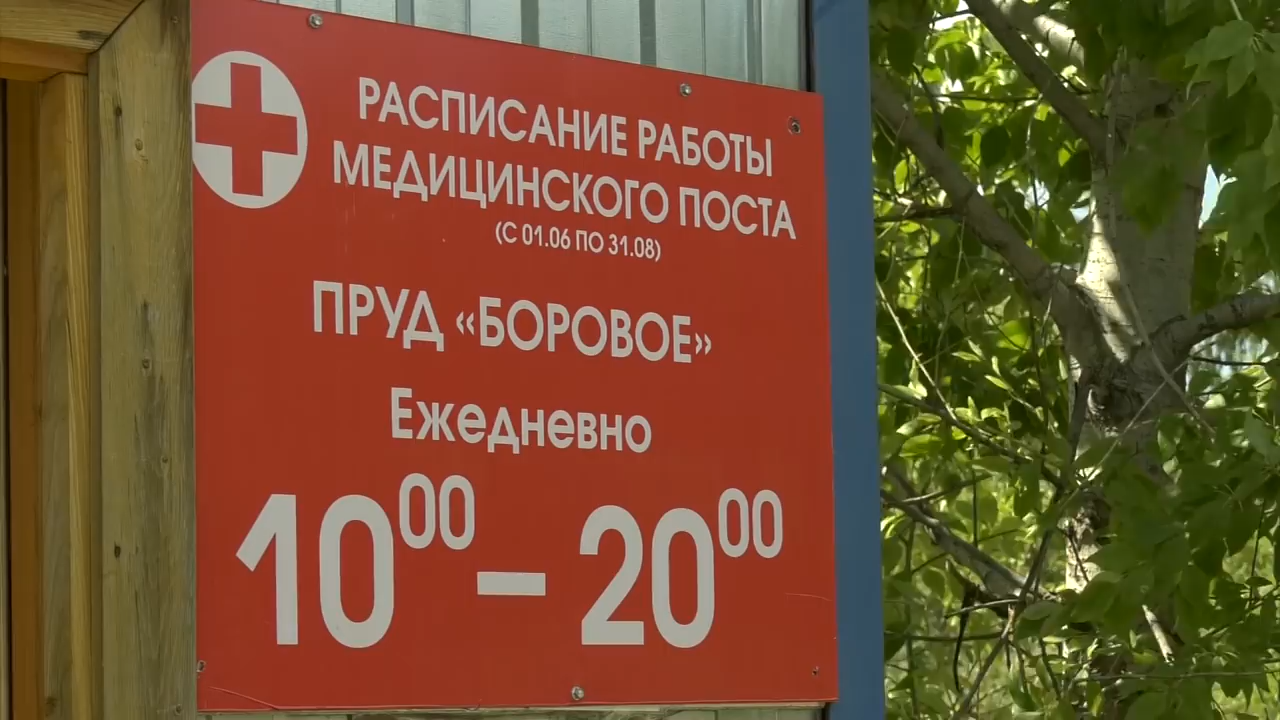 РАСПИСАНИЕ РАБОТЫ
МЕДИЦИНСКОГО ПОСТА
(С 01.06 ПО 31.08)
ПРУД «БОРОВОЕ»
Ежедневно
10⁰⁰ – 20⁰⁰